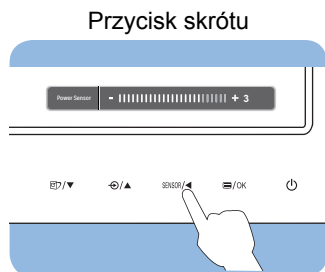 Przycisk skrótu
Power Sensor - + 3
/▼ /▲ SENSOR/◄ /OK